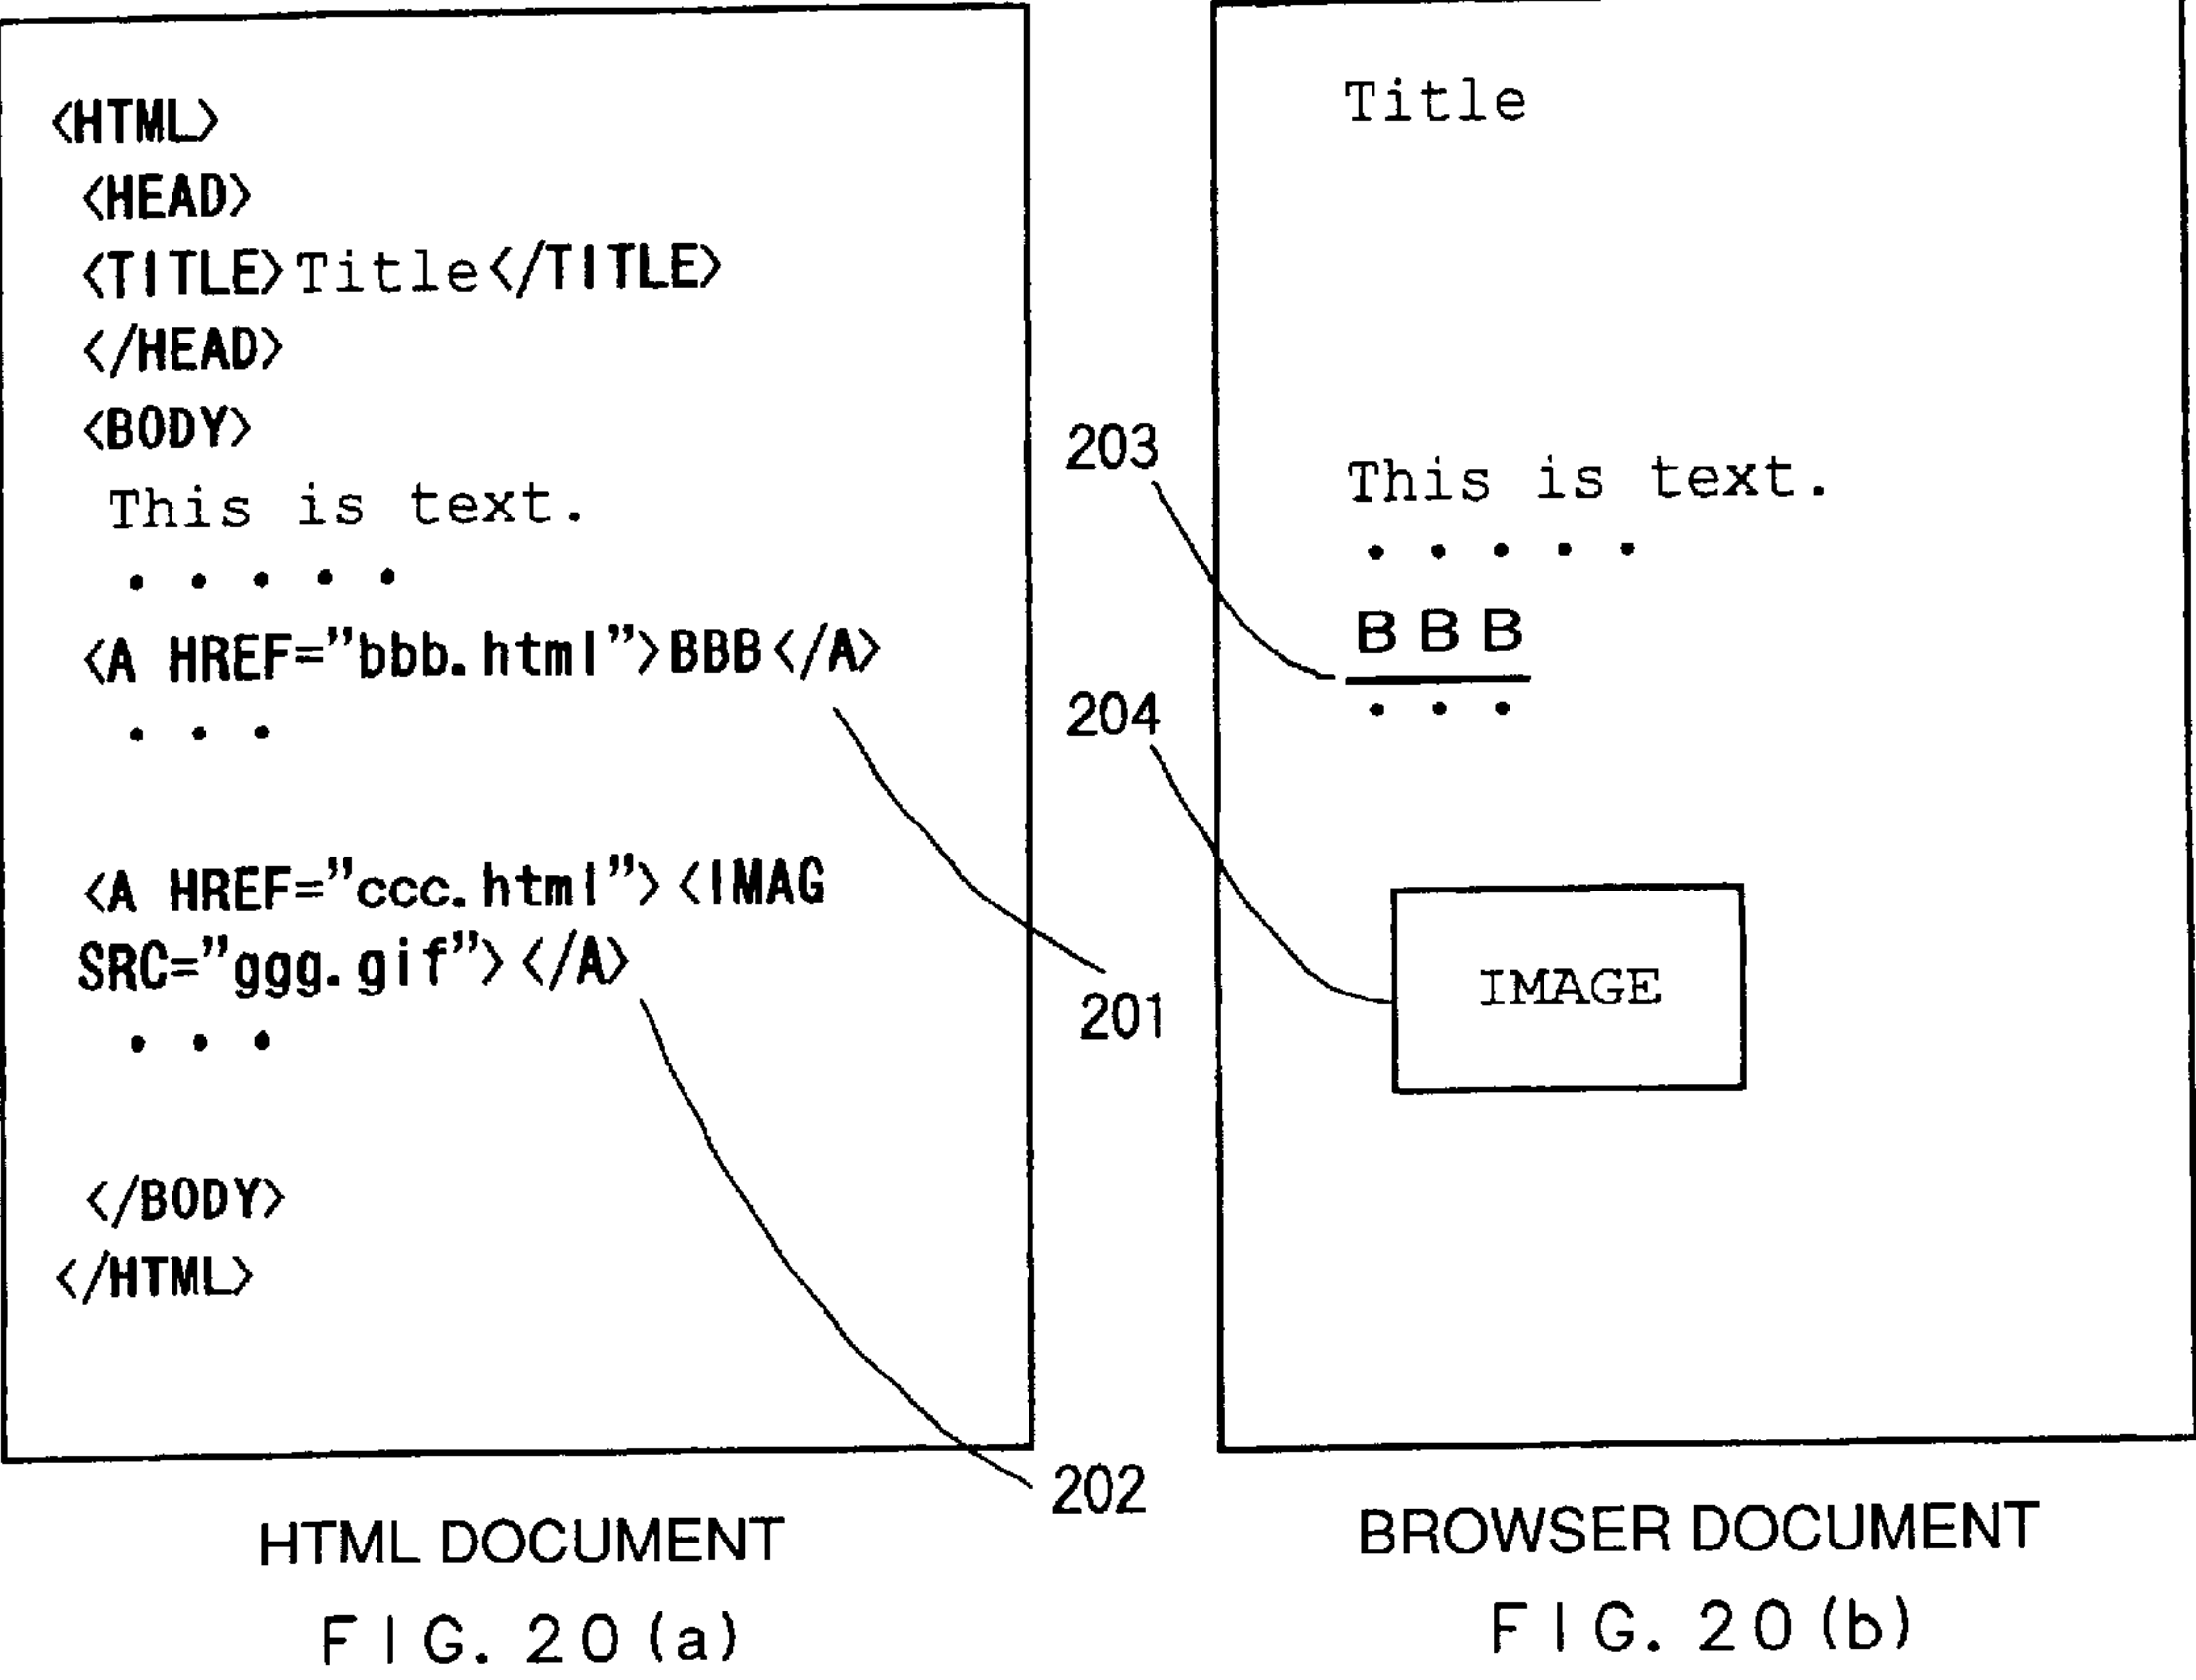 <HTML>
<HEAD>
<TITLE>Title</TITLE>
</HEAD>
<BODY>
This is text.
• • • • •
<A HREF=”bbb.html”>BBB</A>
• • •
<A HREF=”ccc.html”><IMAG
SRC=”ggg.gif”></A>
• • •
</BODY>
</HTML>
201
202
HTML DOCUMENT
FIG. 20(a)
Title
203
This is text.
• • • • •
BBB
204
• • •
IMAGE
BROWSER DOCUMENT
FIG. 20(b)